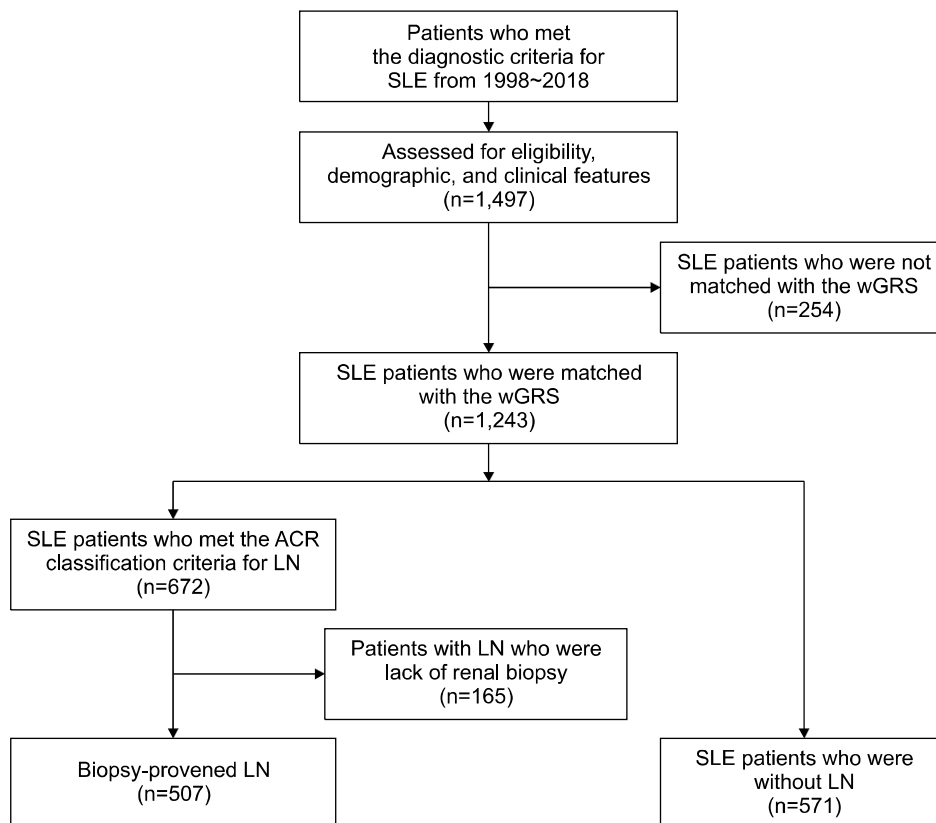 Patients who met
the diagnostic criteria for
SLE from 1998~2018
Assessed for eligibility,
demographic, and clinical features
(n=1,497)
SLE patients who were not
matched with the wGRS
(n=254)
SLE patients who were matched
with the wGRS
(n=1,243)
SLE patients who met the ACR
classification criteria for LN
(n=672)
Patients with LN who were
lack of renal biopsy
(n=165)
Biopsy-provened LN
(n=507)
SLE patients who were
without LN
(n=571)